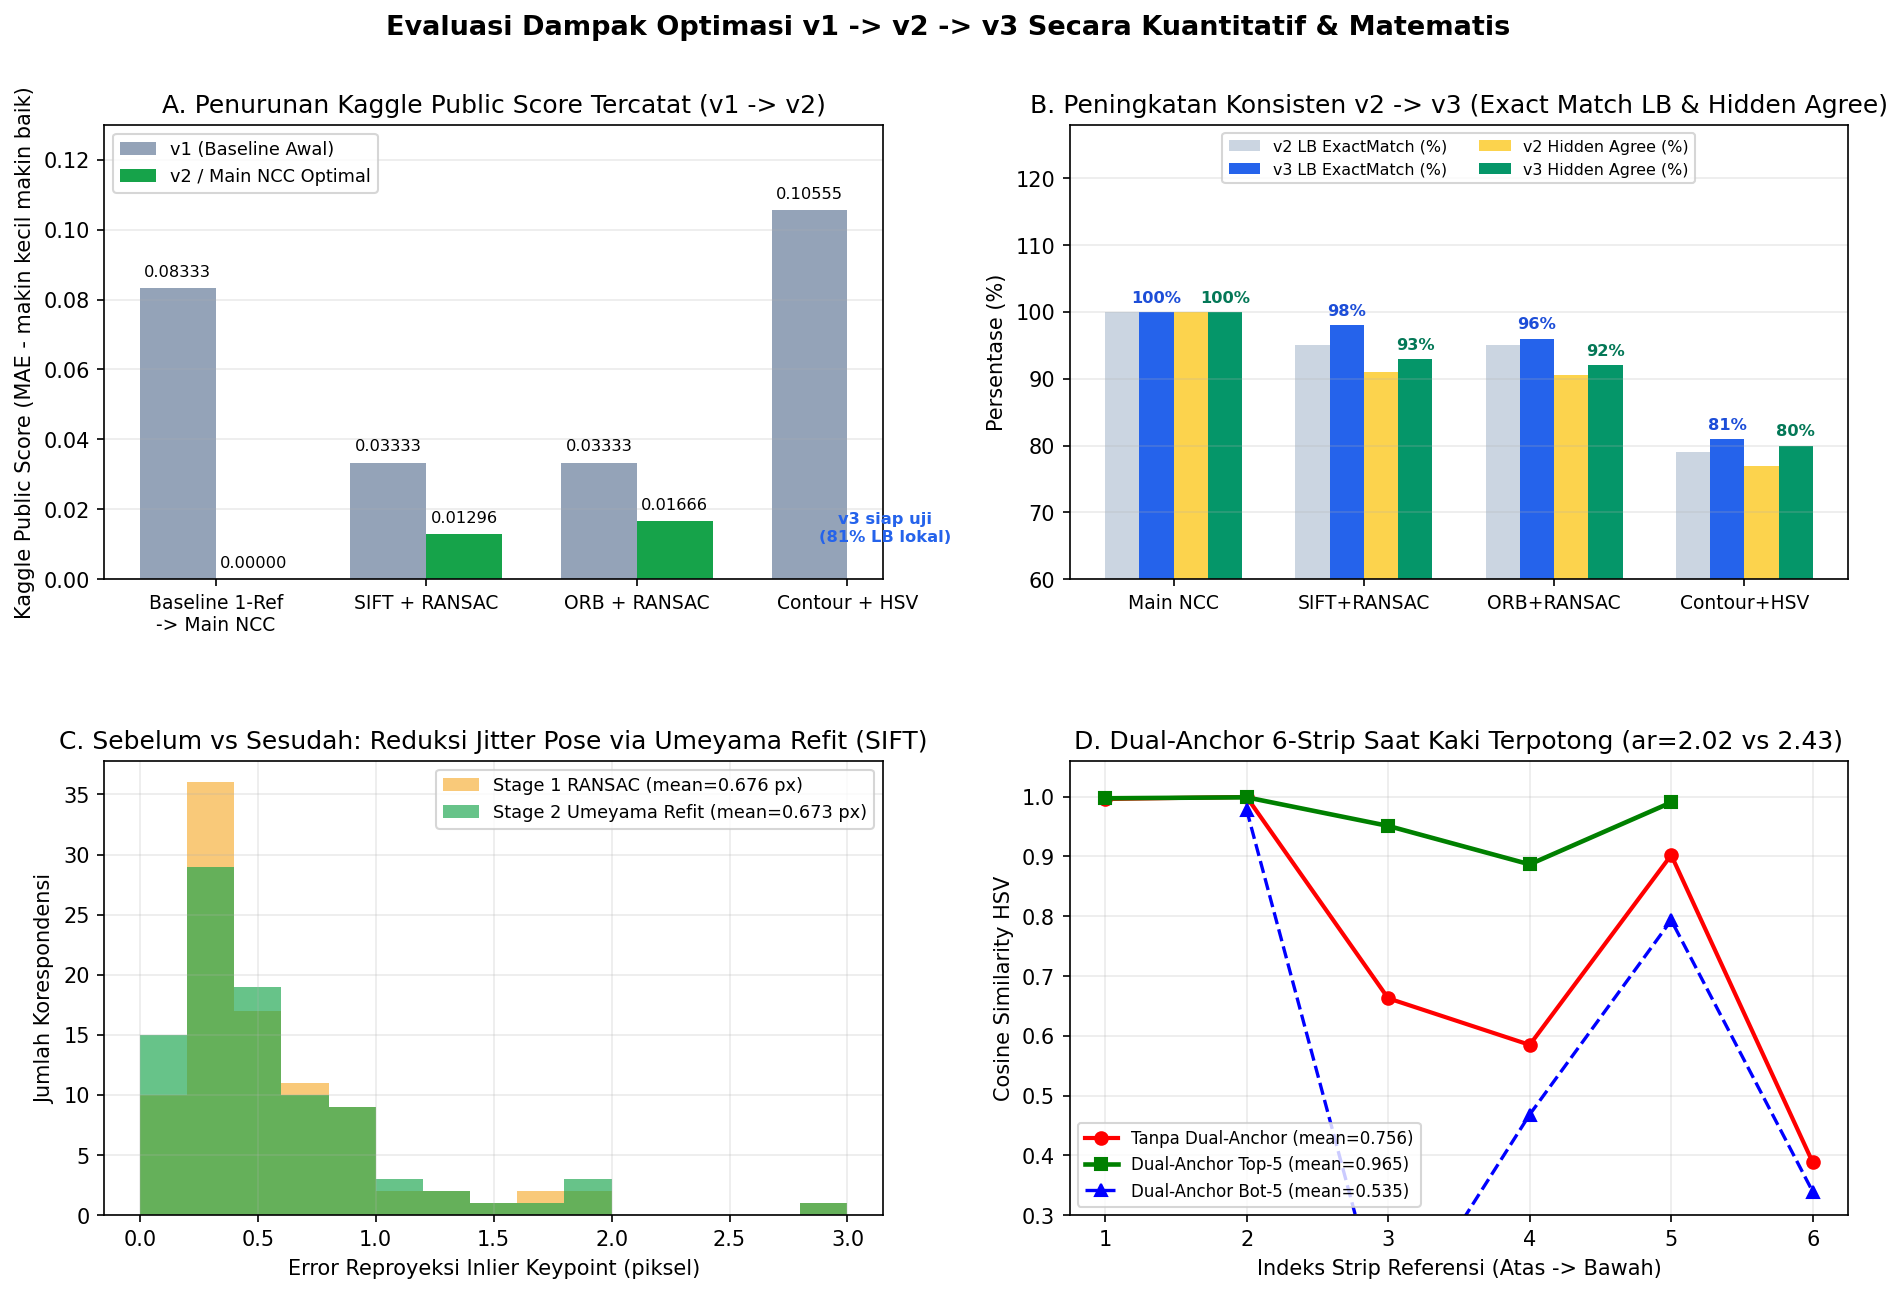 Evaluasi Dampak Optimasi v1 -> v2 -> v3 Secara Kuantitatif & Matematis
A. Penurunan Kaggle Public Score Tercatat (v1 -> v2)
Kaggle Public Score (MAE - makin kecil makin baik)
0.12
0.10
0.08
0.06
0.04
0.02
0.00
v1 (Baseline Awal)
v2 / Main NCC Optimal
0.08333
0.00000
0.03333
0.01296
0.03333
0.01666
0.10555
v3 siap uji
(81% LB lokal)
Baseline 1-Ref
-> Main NCC
SIFT + RANSAC
ORB + RANSAC
Contour + HSV
B. Peningkatan Konsisten v2 -> v3 (Exact Match LB & Hidden Agree)
Persentase (%)
120
110
100
90
80
70
60
v2 LB ExactMatch (%)
v3 LB ExactMatch (%)
v2 Hidden Agree (%)
v3 Hidden Agree (%)
100%
100%
98%
93%
96%
92%
81%
80%
Main NCC
SIFT+RANSAC
ORB+RANSAC
Contour+HSV
C. Sebelum vs Sesudah: Reduksi Jitter Pose via Umeyama Refit (SIFT)
Jumlah Korespondensi
35
30
25
20
15
10
5
0
Stage 1 RANSAC (mean=0.676 px)
Stage 2 Umeyama Refit (mean=0.673 px)
0.0
0.5
1.0
1.5
2.0
2.5
3.0
Error Reproyeksi Inlier Keypoint (piksel)
D. Dual-Anchor 6-Strip Saat Kaki Terpotong (ar=2.02 vs 2.43)
Cosine Similarity HSV
1.0
0.9
0.8
0.7
0.6
0.5
0.4
0.3
Tanpa Dual-Anchor (mean=0.756)
Dual-Anchor Top-5 (mean=0.965)
Dual-Anchor Bot-5 (mean=0.535)
1
2
3
4
5
6
Indeks Strip Referensi (Atas -> Bawah)